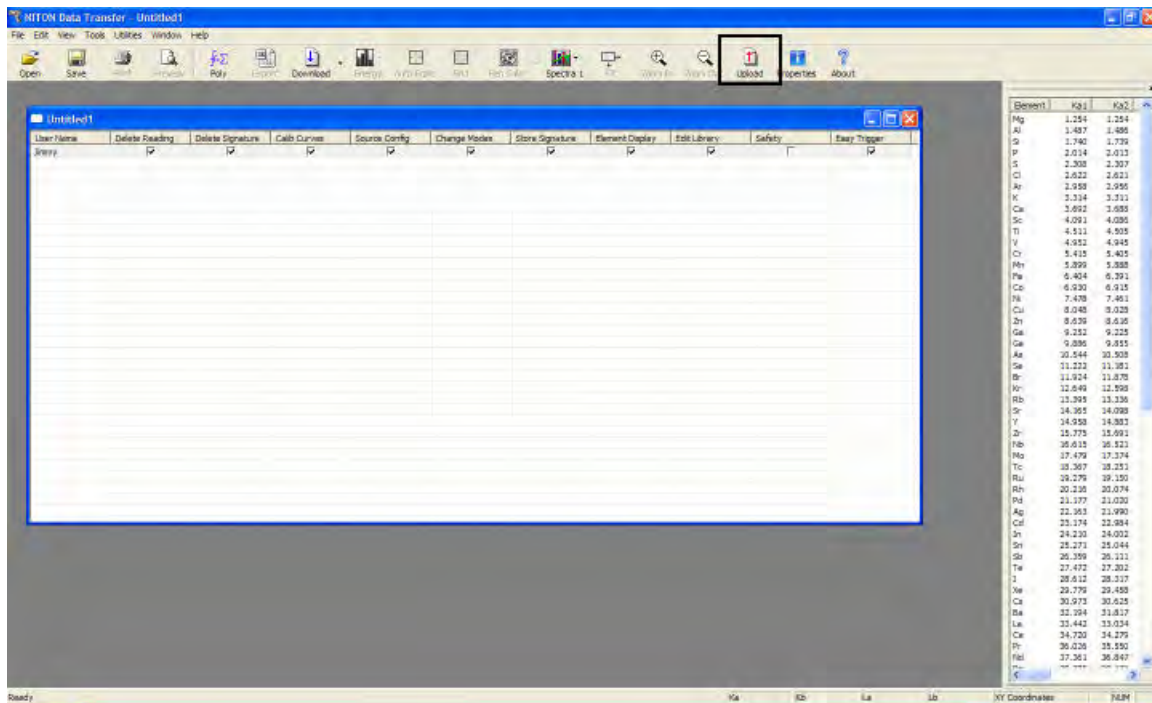 NITON Data Transfer - Untitled1
File Edit View Tools Utilities Window Help
Open Save Print Preview Poly Export Download Energy Spectra 1 Upload Properties About
Untitled1
User Name Delete Reading Delete Signature Calib Curves Source Config Change Modes Store Signature Element Display Edit Library Safety Easy Trigger
Element Ka1 Ka2
Mg 1.254 1.254
Al 1.487 1.486
Si 1.740 1.739
P 2.014 2.013
S 2.308 2.307
Cl 2.622 2.621
Ar 2.958 2.956
K 3.314 3.311
Ca 3.692 3.688
Sc 4.091 4.086
Ti 4.511 4.505
V 4.952 4.945
Cr 5.415 5.405
Mn 5.899 5.888
Fe 6.404 6.391
Co 6.930 6.915
Ni 7.478 7.461
Cu 8.048 8.028
Zn 8.639 8.616
Ga 9.252 9.225
Ge 9.886 9.855
As 10.544 10.508
Se 11.222 11.181
Br 11.924 11.878
Kr 12.649 12.598
Rb 13.395 13.336
Sr 14.165 14.098
Y 14.958 14.883
Zr 15.775 15.691
Nb 16.615 16.521
Mo 17.479 17.374
Tc 18.367 18.251
Ru 19.279 19.150
Rh 20.216 20.074
Pd 21.177 21.020
Ag 22.163 21.990
Cd 23.174 22.984
In 24.210 24.002
Sn 25.271 25.044
Sb 26.359 26.111
Te 27.472 27.202
I 28.612 28.317
Xe 29.779 29.458
Cs 30.973 30.625
Ba 32.194 31.817
La 33.442 33.034
Ce 34.720 34.279
Pr 36.026 35.550
Nd 37.361 36.847
Ready Ka Kb La Lb XY Coordinates NUM